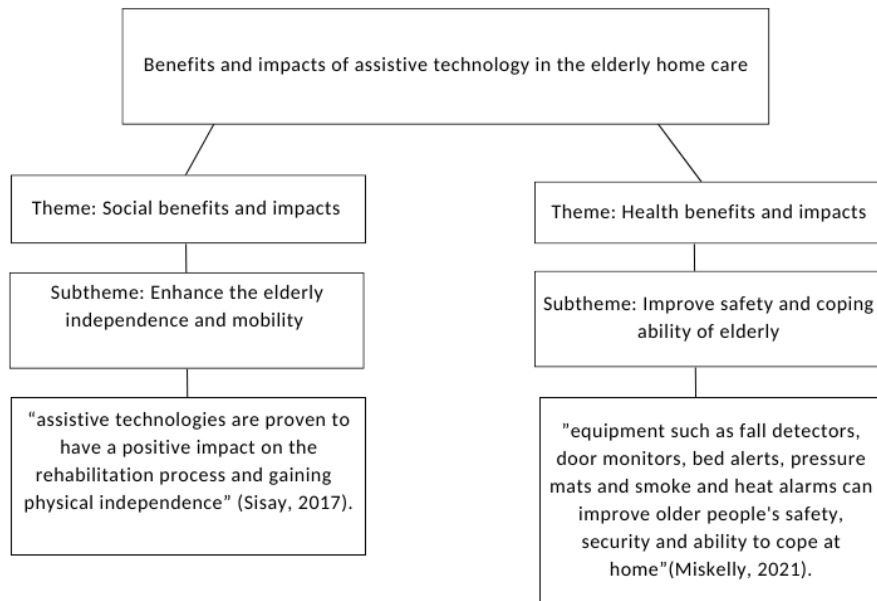 Benefits and impacts of assistive technology in the elderly home care
Theme: Social benefits and impacts
Subtheme: Enhance the elderly
independence and mobility
“assistive technologies are proven to
have a positive impact on the
rehabilitation process and gaining
physical independence” (Sisay, 2017).
Theme: Health benefits and impacts
Subtheme: Improve safety and coping
ability of elderly
”equipment such as fall detectors,
door monitors, bed alerts, pressure
mats and smoke and heat alarms can
improve older people's safety,
security and ability to cope at
home”(Miskelly, 2021).